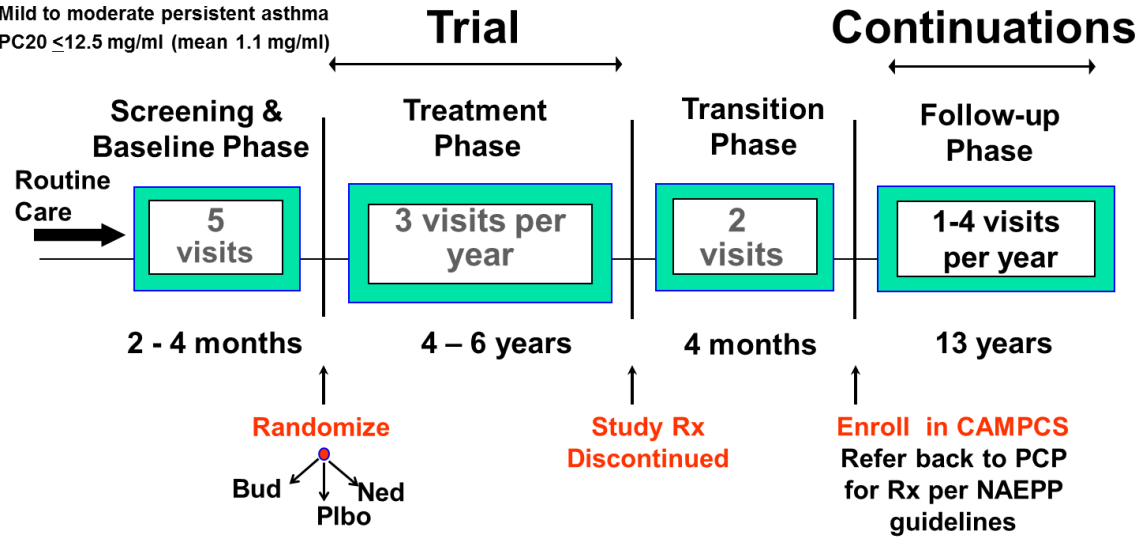 Mild to moderate persistent asthma
PC20 <12.5 mg/ml (mean 1.1 mg/ml)
Trial
Continuations
Screening &
Baseline Phase
Treatment
Phase
Transition
Phase
Follow-up
Phase
Routine
Care
5
visits
3 visits per
year
2
visits
1-4 visits
per year
2 - 4 months
4 – 6 years
4 months
13 years
Randomize
Bud
Plbo
Ned
Study Rx
Discontinued
Enroll in CAMPCS
Refer back to PCP
for Rx per NAEPP
guidelines